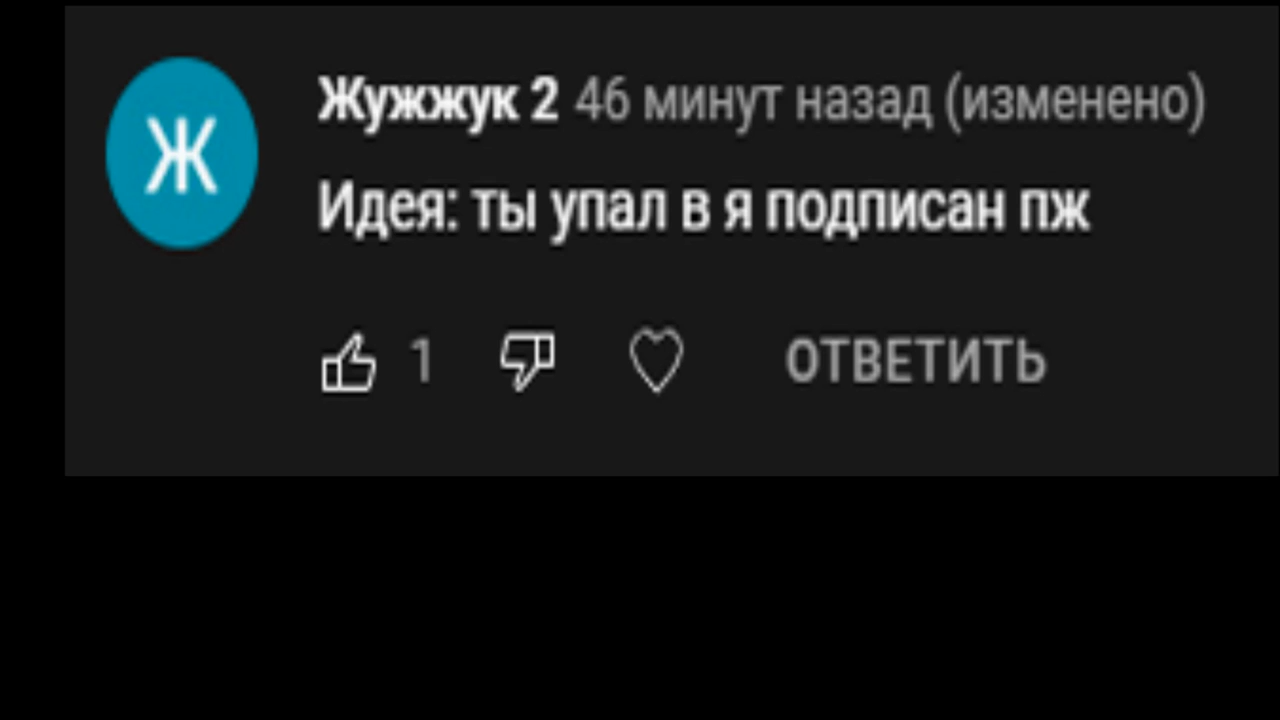 Ж
Жужжук 2 46 минут назад (изменено)
Идея: ты упал в я подписан пж
1 ОТВЕТИТЬ